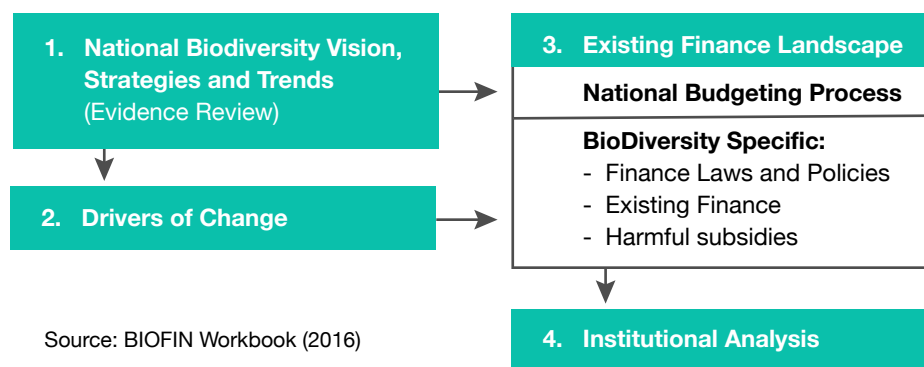 1. National Biodiversity Vision,
Strategies and Trends
(Evidence Review)
2. Drivers of Change
3. Existing Finance Landscape
National Budgeting Process
BioDiversity Specific:
- Finance Laws and Policies
- Existing Finance
- Harmful subsidies
4. Institutional Analysis
Source: BIOFIN Workbook (2016)